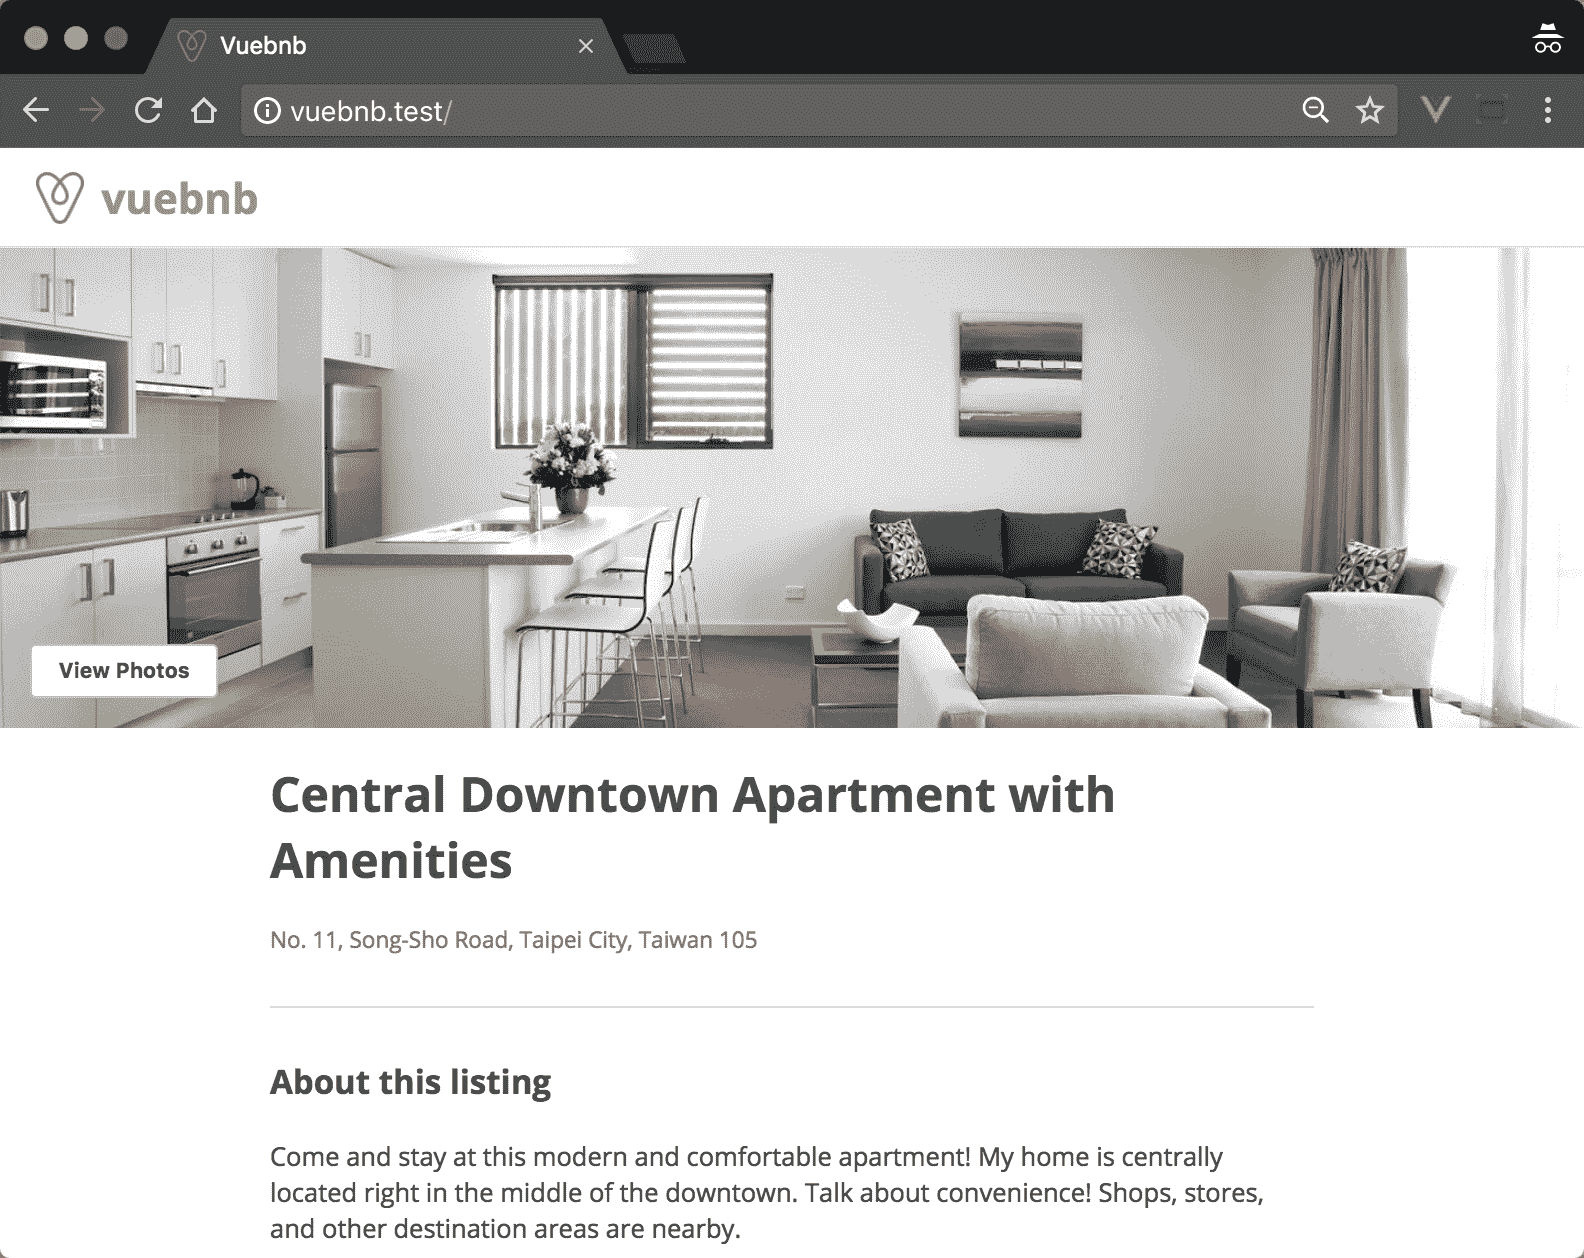 Vuebnb
vuebnb.test/
vuebnb
View Photos
Central Downtown Apartment with
Amenities
No. 11, Song-Sho Road, Taipei City, Taiwan 105
About this listing
Come and stay at this modern and comfortable apartment! My home is centrally
located right in the middle of the downtown. Talk about convenience! Shops, stores,
and other destination areas are nearby.